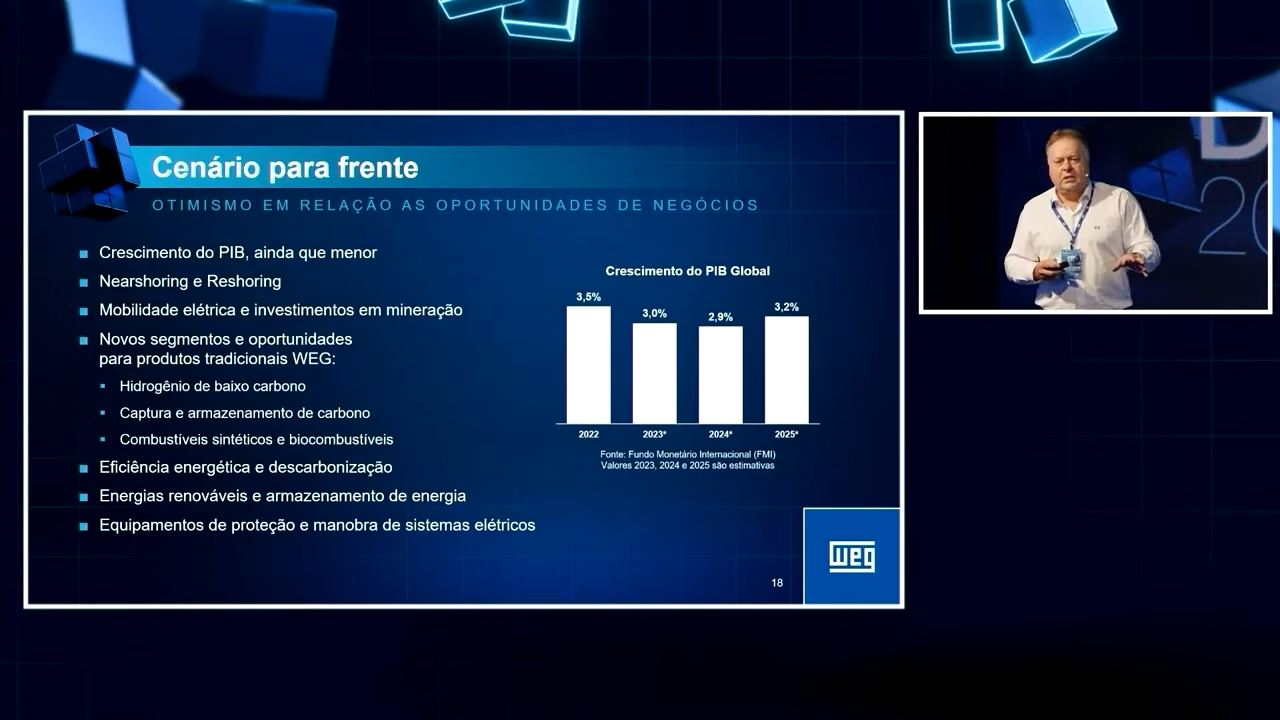 Cenário para frente
OTIMISMO EM RELAÇÃO AS OPORTUNIDADES DE NEGÓCIOS
Crescimento do PIB, ainda que menor
Nearshoring e Reshoring
Mobilidade elétrica e investimentos em mineração
Novos segmentos e oportunidades
para produtos tradicionais WEG:
Hidrogênio de baixo carbono
Captura e armazenamento de carbono
Combustíveis sintéticos e biocombustíveis
Eficiência energética e descarbonização
Energias renováveis e armazenamento de energia
Equipamentos de proteção e manobra de sistemas elétricos
Crescimento do PIB Global
3,5%
3,0%
2,9%
3,2%
2022
2023*
2024*
2025*
Fonte: Fundo Monetário Internacional (FMI)
Valores 2023, 2024 e 2025 são estimativas
18
weg
D
20